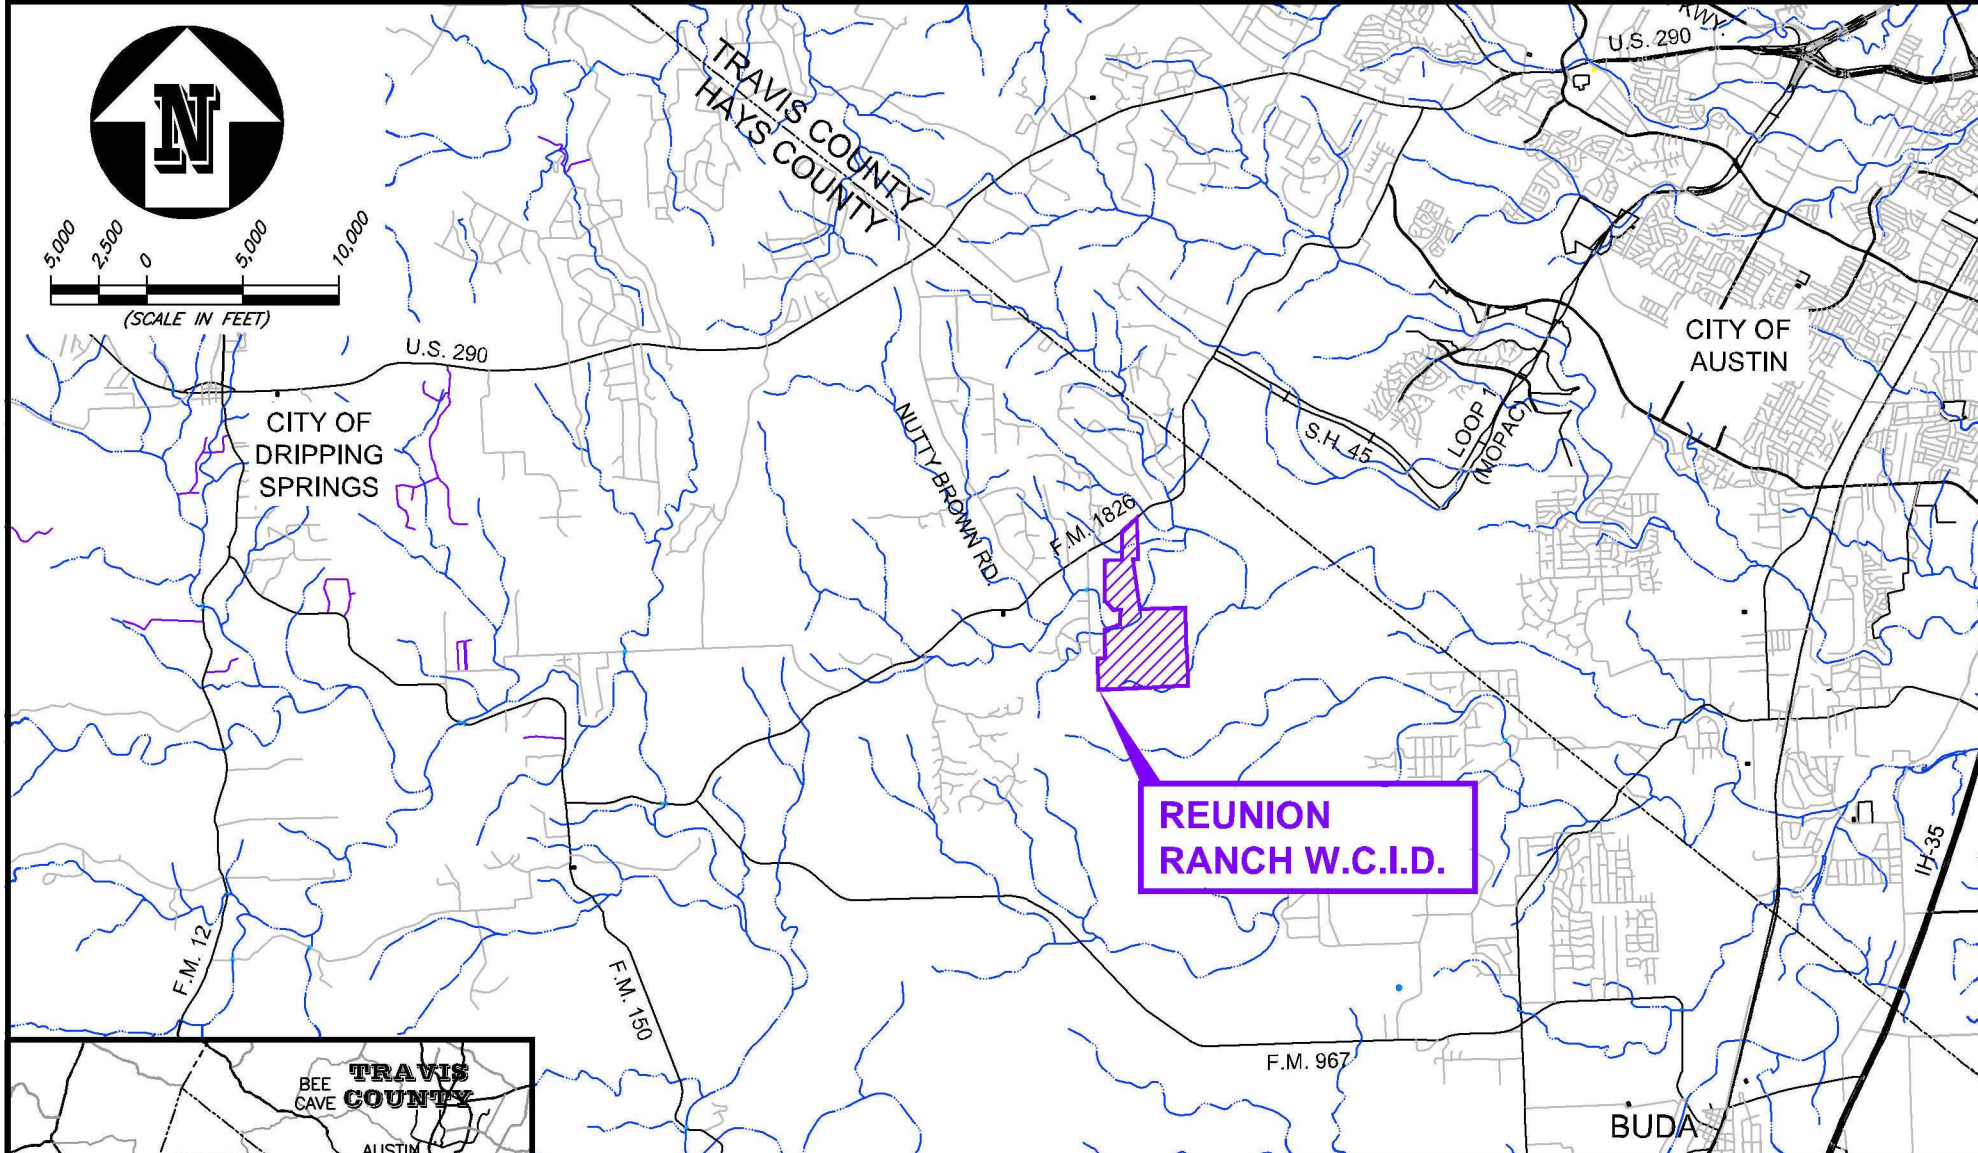 KWY.
U.S. 290
TRAVIS COUNTY
HAYS COUNTY
N
5,000 2,500 0 5,000 10,000
(SCALE IN FEET)
U.S. 290
CITY OF
AUSTIN
CITY OF
DRIPPING
SPRINGS
NUTTY BROWN RD.
S.H. 45
LOOP 1
(MOPAC)
F.M. 1826
REUNION
RANCH W.C.I.D.
IH-35
F.M. 12
F.M. 150
F.M. 967
BUDA
TRAVIS
COUNTY
BEE
CAVE
AUSTIN